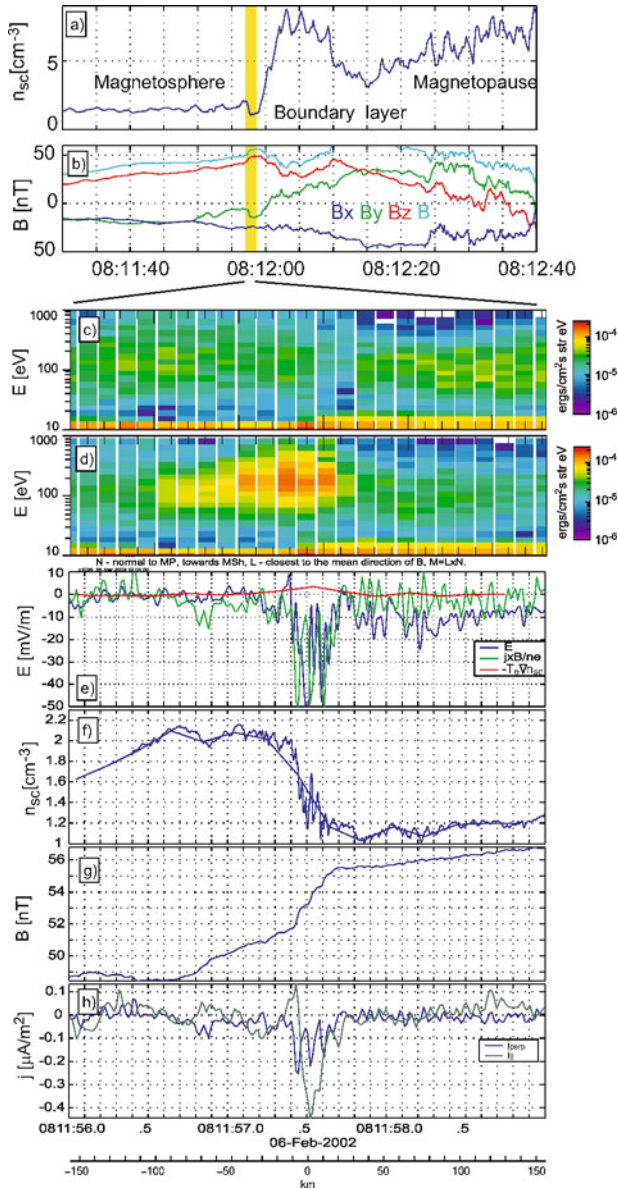 a)
n_sc[cm⁻³]
5
0
Magnetosphere
Boundary layer
Magnetopause
b)
B [nT]
50
0
50
Bx By Bz B
08:11:40 08:12:00 08:12:20 08:12:40
c)
E [eV]
1000
100
10
ergs/cm²s str eV
10⁻⁴
10⁻⁵
10⁻⁶
d)
E [eV]
1000
100
10
ergs/cm²s str eV
10⁻⁴
10⁻⁵
10⁻⁶
N - normal to MP, towards MSh, L - closest to the mean direction of B, M=LxN.
e)
E [mV/m]
10
0
-10
-20
-30
-40
-50
E
jxB/ne
-Tₑ∇n_sc
f)
n_sc[cm⁻³]
2.2
2
1.8
1.6
1.4
1.2
1
g)
B [nT]
56
54
52
50
h)
j [μA/m²]
0.1
0
-0.1
-0.2
-0.3
-0.4
j_perp
j_||
0811:56.0 .5 0811:57.0 .5 0811:58.0 .5
06-Feb-2002
-150 -100 -50 0 50 100 150
km